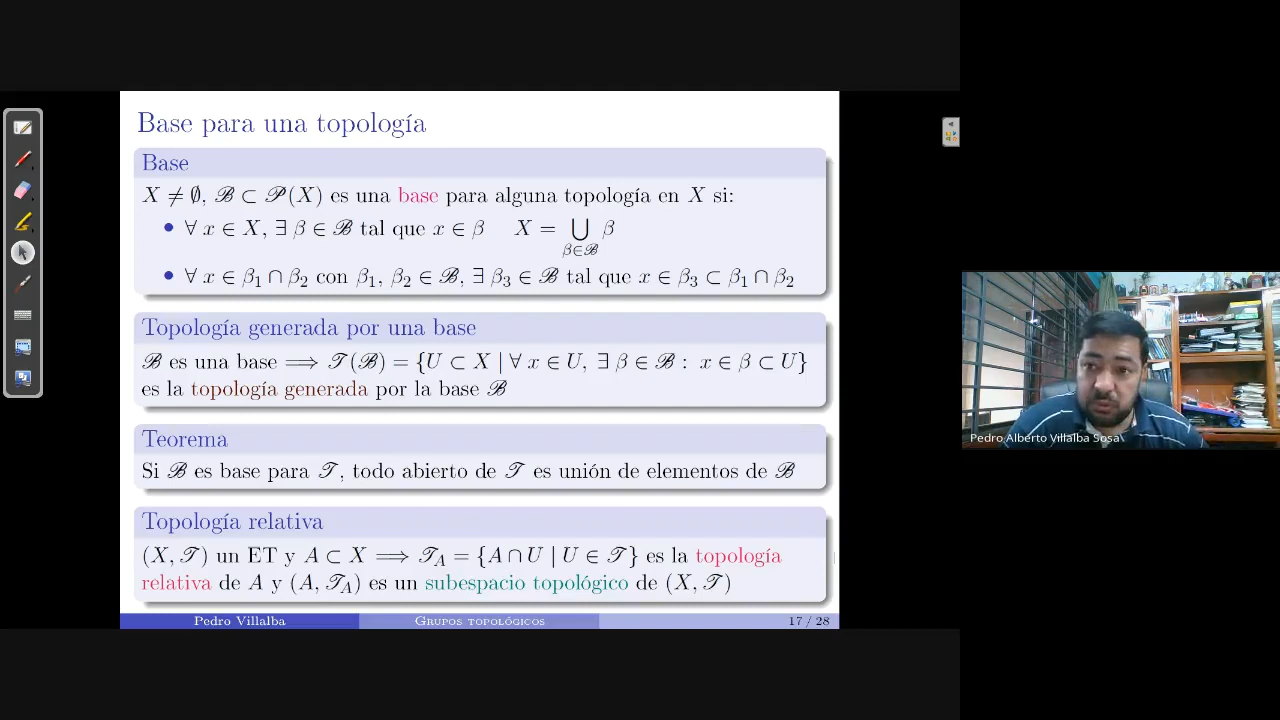 Base para una topología
Base
X ≠ ∅, ℬ ⊂ 𝒫(X) es una base para alguna topología en X si:
• ∀ x ∈ X, ∃ β ∈ ℬ tal que x ∈ β X = ⋃ β
β∈ℬ
• ∀ x ∈ β₁ ∩ β₂ con β₁, β₂ ∈ ℬ, ∃ β₃ ∈ ℬ tal que x ∈ β₃ ⊂ β₁ ∩ β₂
Topología generada por una base
ℬ es una base ⟹ 𝒯(ℬ) = {U ⊂ X | ∀ x ∈ U, ∃ β ∈ ℬ : x ∈ β ⊂ U}
es la topología generada por la base ℬ
Teorema
Si ℬ es base para 𝒯, todo abierto de 𝒯 es unión de elementos de ℬ
Topología relativa
(X, 𝒯) un ET y A ⊂ X ⟹ 𝒯_A = {A ∩ U | U ∈ 𝒯} es la topología
relativa de A y (A, 𝒯_A) es un subespacio topológico de (X, 𝒯)
Pedro Villalba Grupos topológicos 17 / 28
Pedro Alberto Villalba Sosa